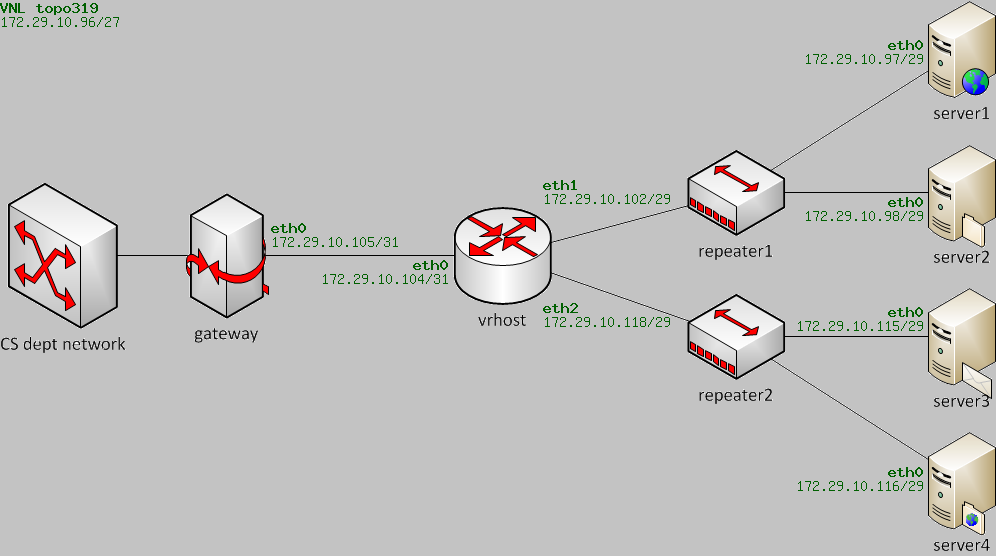 VNL topo319
172.29.10.96/27
eth0
172.29.10.97/29
server1
eth1
172.29.10.102/29
eth0
172.29.10.98/29
repeater1
server2
eth0
172.29.10.105/31
eth0
172.29.10.104/31
CS dept network
gateway
vrhost
eth2
172.29.10.118/29
eth0
172.29.10.115/29
repeater2
server3
eth0
172.29.10.116/29
server4